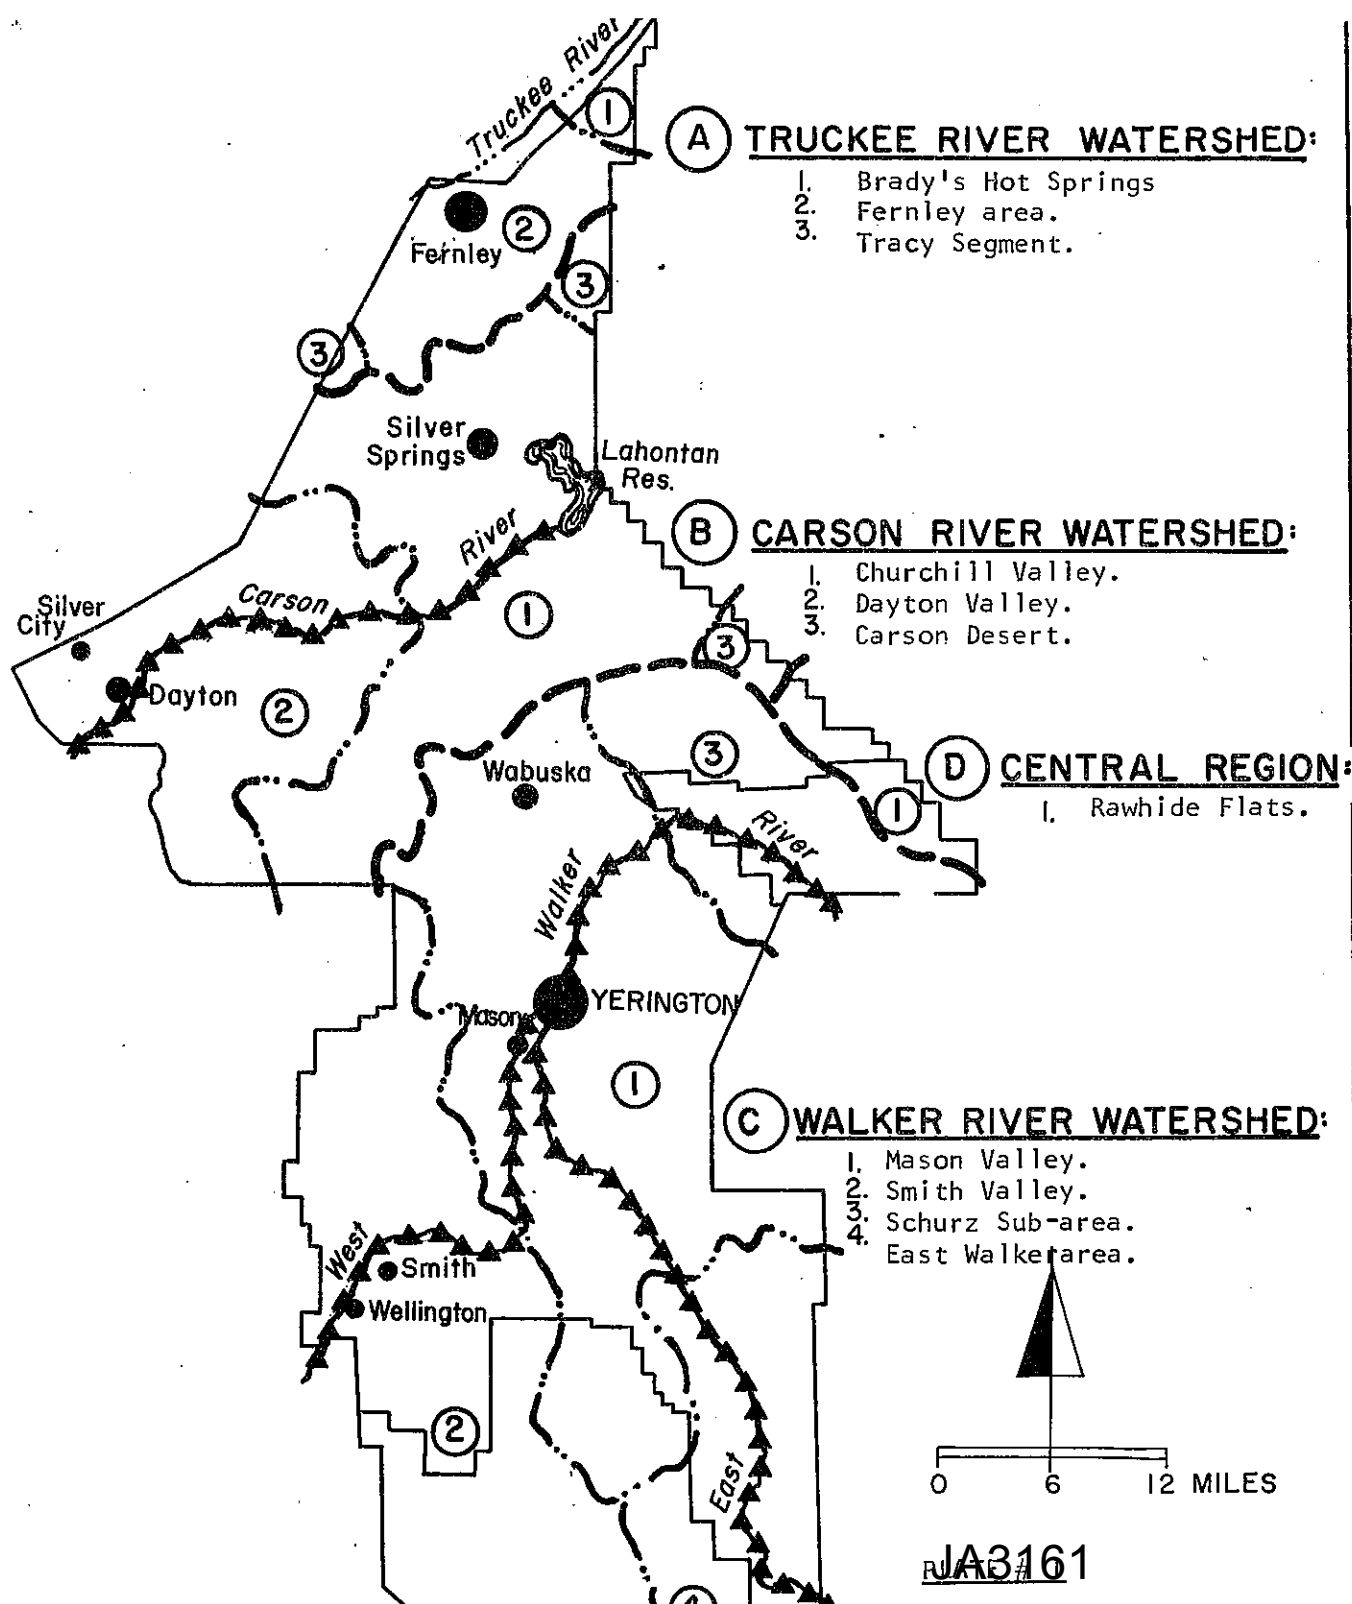 Truckee River
1
A TRUCKEE RIVER WATERSHED:
1. Brady's Hot Springs
2. Fernley area.
3. Tracy Segment.
2
Fernley
3
3
Silver
Springs
Lahontan
Res.
River
B CARSON RIVER WATERSHED:
1. Churchill Valley.
2. Dayton Valley.
3. Carson Desert.
Carson
Silver
City
1
3
Dayton
2
3
Wabuska
D CENTRAL REGION:
1. Rawhide Flats.
1
River
Walker
YERINGTON
Mason
1
C WALKER RIVER WATERSHED:
1. Mason Valley.
2. Smith Valley.
3. Schurz Sub-area.
4. East Walker area.
West
Smith
Wellington
2
East
0 6 12 MILES
4
JA3161